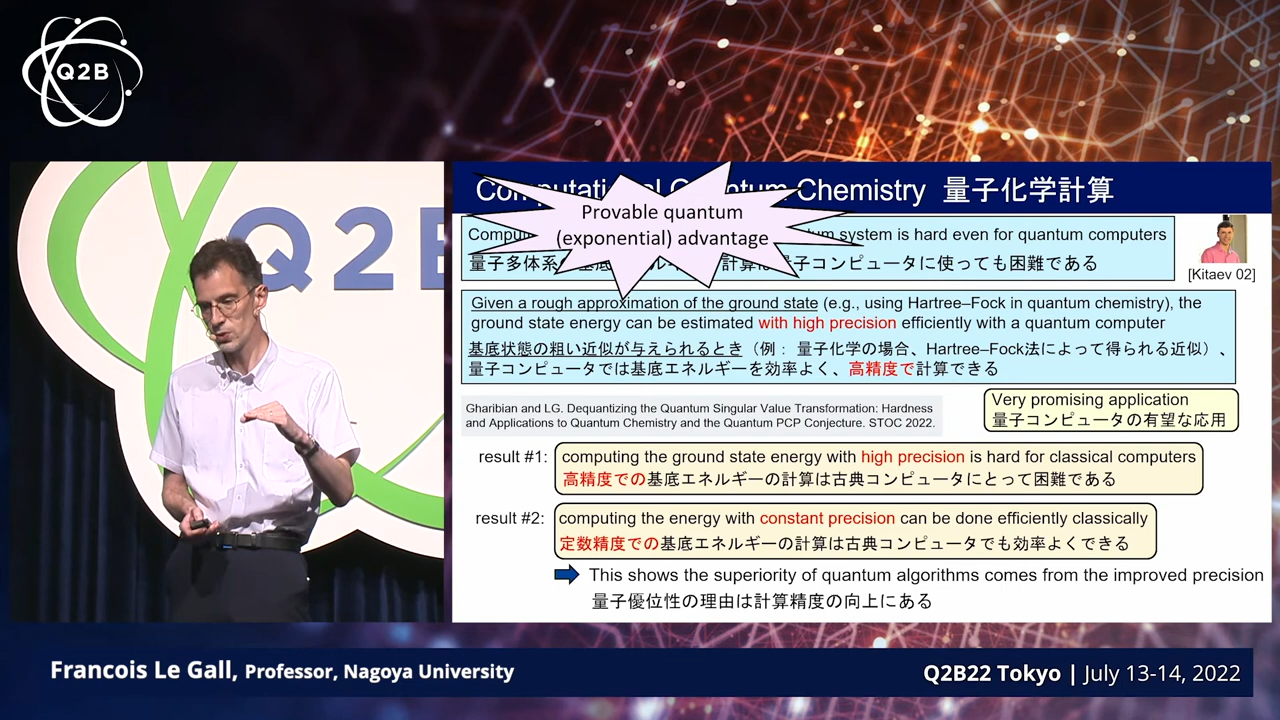 Q2B
Q2B
Computational Quantum Chemistry 量子化学計算
Provable quantum
(exponential) advantage
system is hard even for quantum computers
量子多体系
計算は量子コンピュータに使っても困難である
[Kitaev 02]
Given a rough approximation of the ground state (e.g., using Hartree–Fock in quantum chemistry), the
ground state energy can be estimated with high precision efficiently with a quantum computer
基底状態の粗い近似が与えられるとき（例： 量子化学の場合、Hartree–Fock法によって得られる近似）、
量子コンピュータでは基底エネルギーを効率よく、高精度で計算できる
Gharibian and LG. Dequantizing the Quantum Singular Value Transformation: Hardness
and Applications to Quantum Chemistry and the Quantum PCP Conjecture. STOC 2022.
Very promising application
量子コンピュータの有望な応用
result #1: computing the ground state energy with high precision is hard for classical computers
高精度での基底エネルギーの計算は古典コンピュータにとって困難である
result #2: computing the energy with constant precision can be done efficiently classically
定数精度での基底エネルギーの計算は古典コンピュータでも効率よくできる
This shows the superiority of quantum algorithms comes from the improved precision
量子優位性の理由は計算精度の向上にある
Francois Le Gall, Professor, Nagoya University
Q2B22 Tokyo | July 13-14, 2022